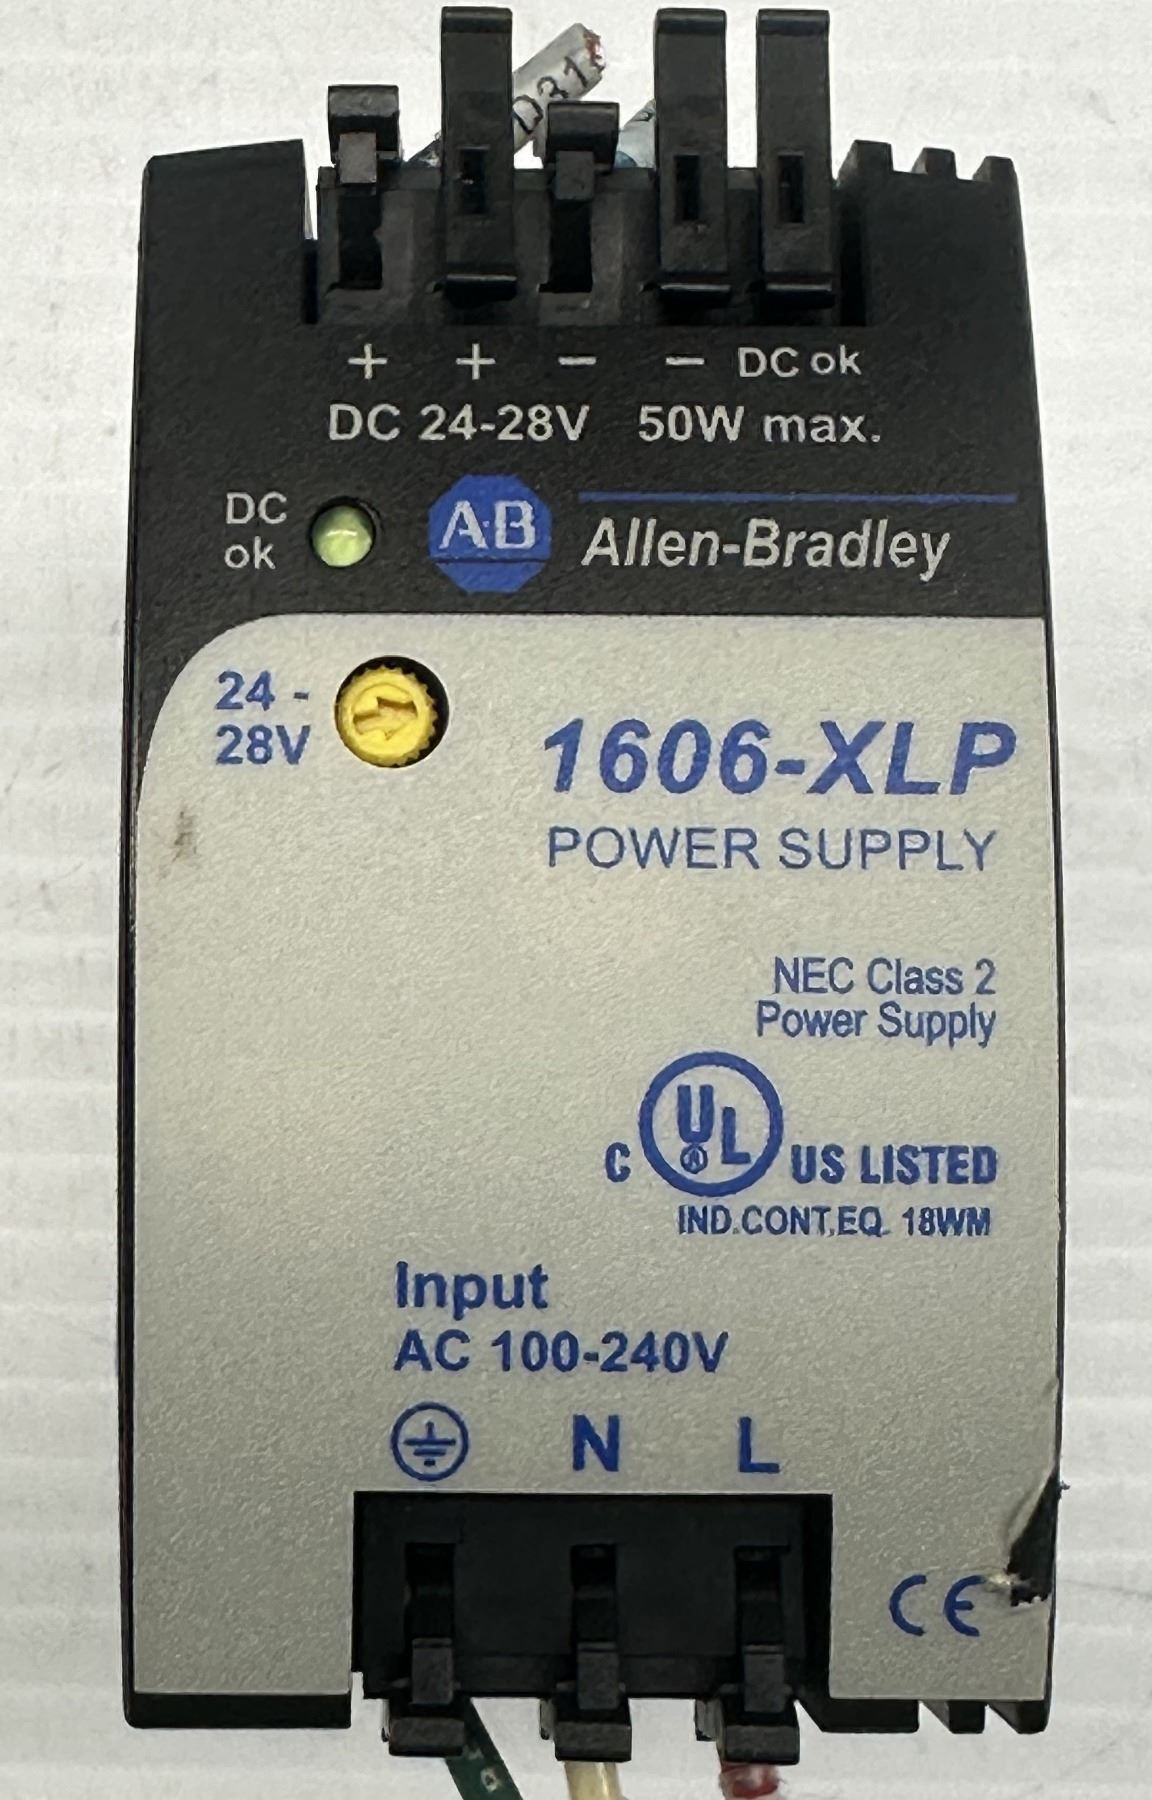 D31
+ + − − DC ok
DC 24-28V 50W max.
DC
ok
A·B
Allen-Bradley
24 -
28V
1606-XLP
POWER SUPPLY
NEC Class 2
Power Supply
C UL ® US LISTED
IND.CONT.EQ. 18WM
Input
AC 100-240V
N L
CE